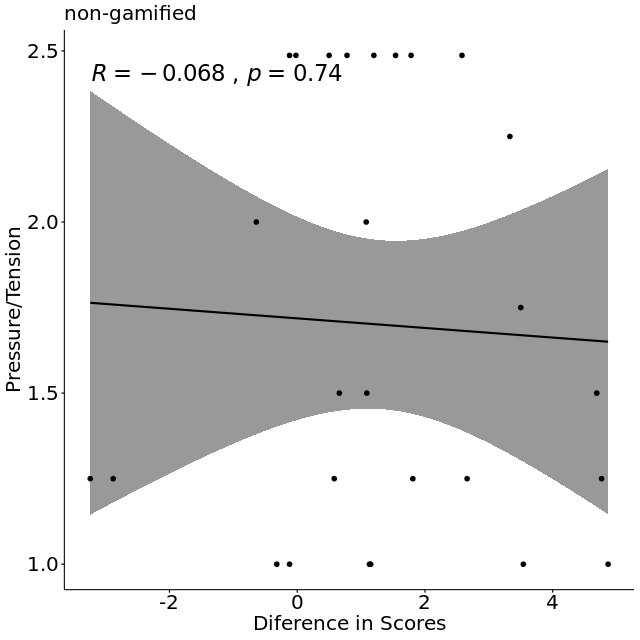 non-gamified
R = −0.068 , p = 0.74
2.5
2.0
1.5
1.0
Pressure/Tension
-2 0 2 4
Diference in Scores